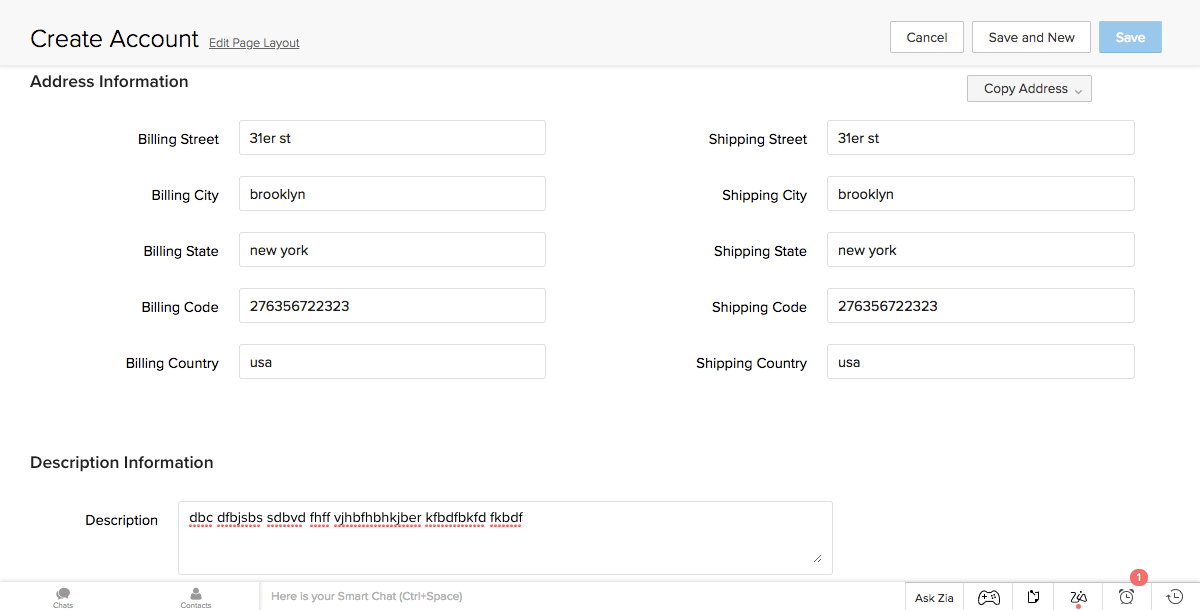 Create Account Edit Page Layout Cancel Save and New Save
Address Information Copy Address
Billing Street 31er st Shipping Street 31er st
Billing City brooklyn Shipping City brooklyn
Billing State new york Shipping State new york
Billing Code 276356722323 Shipping Code 276356722323
Billing Country usa Shipping Country usa
Description Information
Description dbc dfbjsbs sdbvd fhff vjhbfhbhkjber kfbdfbkfd fkbdf
Chats Contacts Here is your Smart Chat (Ctrl+Space) Ask Zia 1